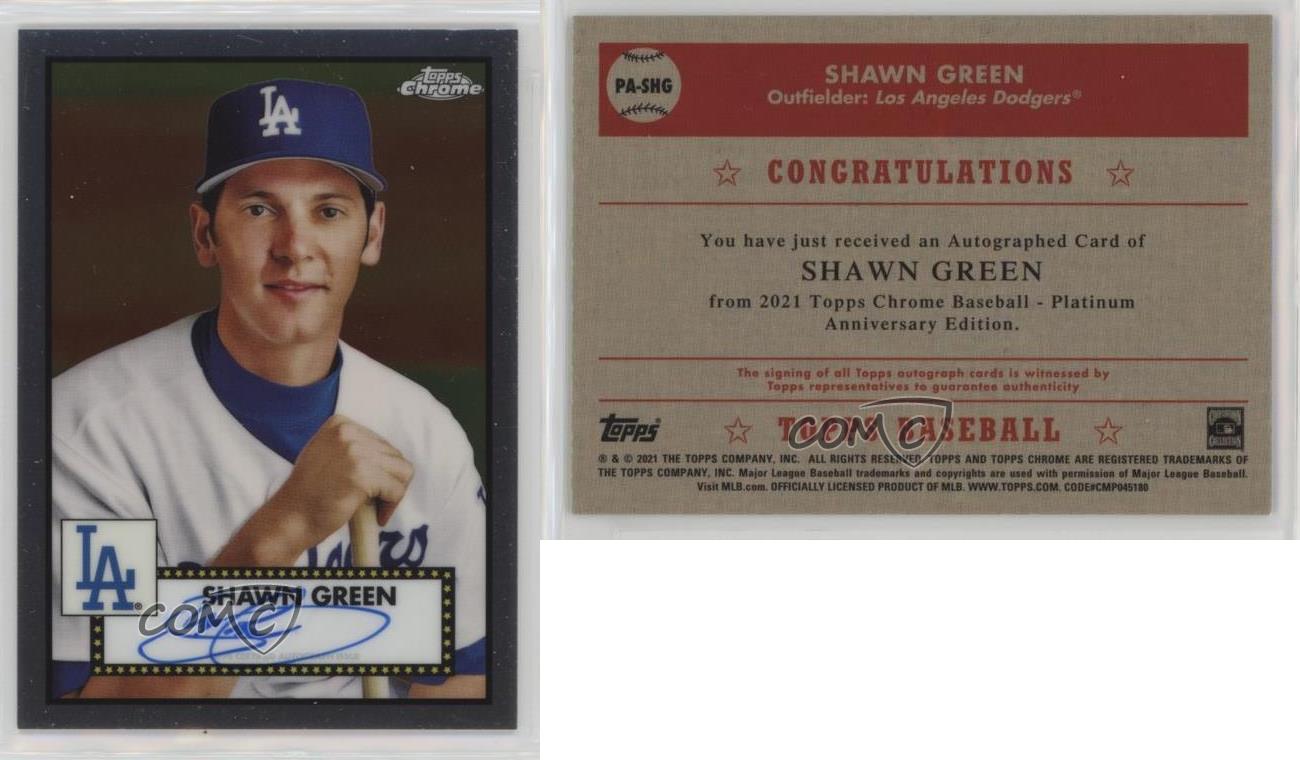 Topps
Chrome
LA
Dodgers
LA
SHAWN GREEN
COMC
PA-SHG
SHAWN GREEN
Outfielder: Los Angeles Dodgers®
CONGRATULATIONS
You have just received an Autographed Card of
SHAWN GREEN
from 2021 Topps Chrome Baseball - Platinum
Anniversary Edition.
The signing of all Topps autograph cards is witnessed by
Topps representatives to guarantee authenticity
Topps®
TOPPS BASEBALL
COMC
® & © 2021 THE TOPPS COMPANY, INC. ALL RIGHTS RESERVED. TOPPS AND TOPPS CHROME ARE REGISTERED TRADEMARKS OF
THE TOPPS COMPANY, INC. Major League Baseball trademarks and copyrights are used with permission of Major League Baseball.
Visit MLB.com. OFFICIALLY LICENSED PRODUCT OF MLB. WWW.TOPPS.COM. CODE#CMP045180